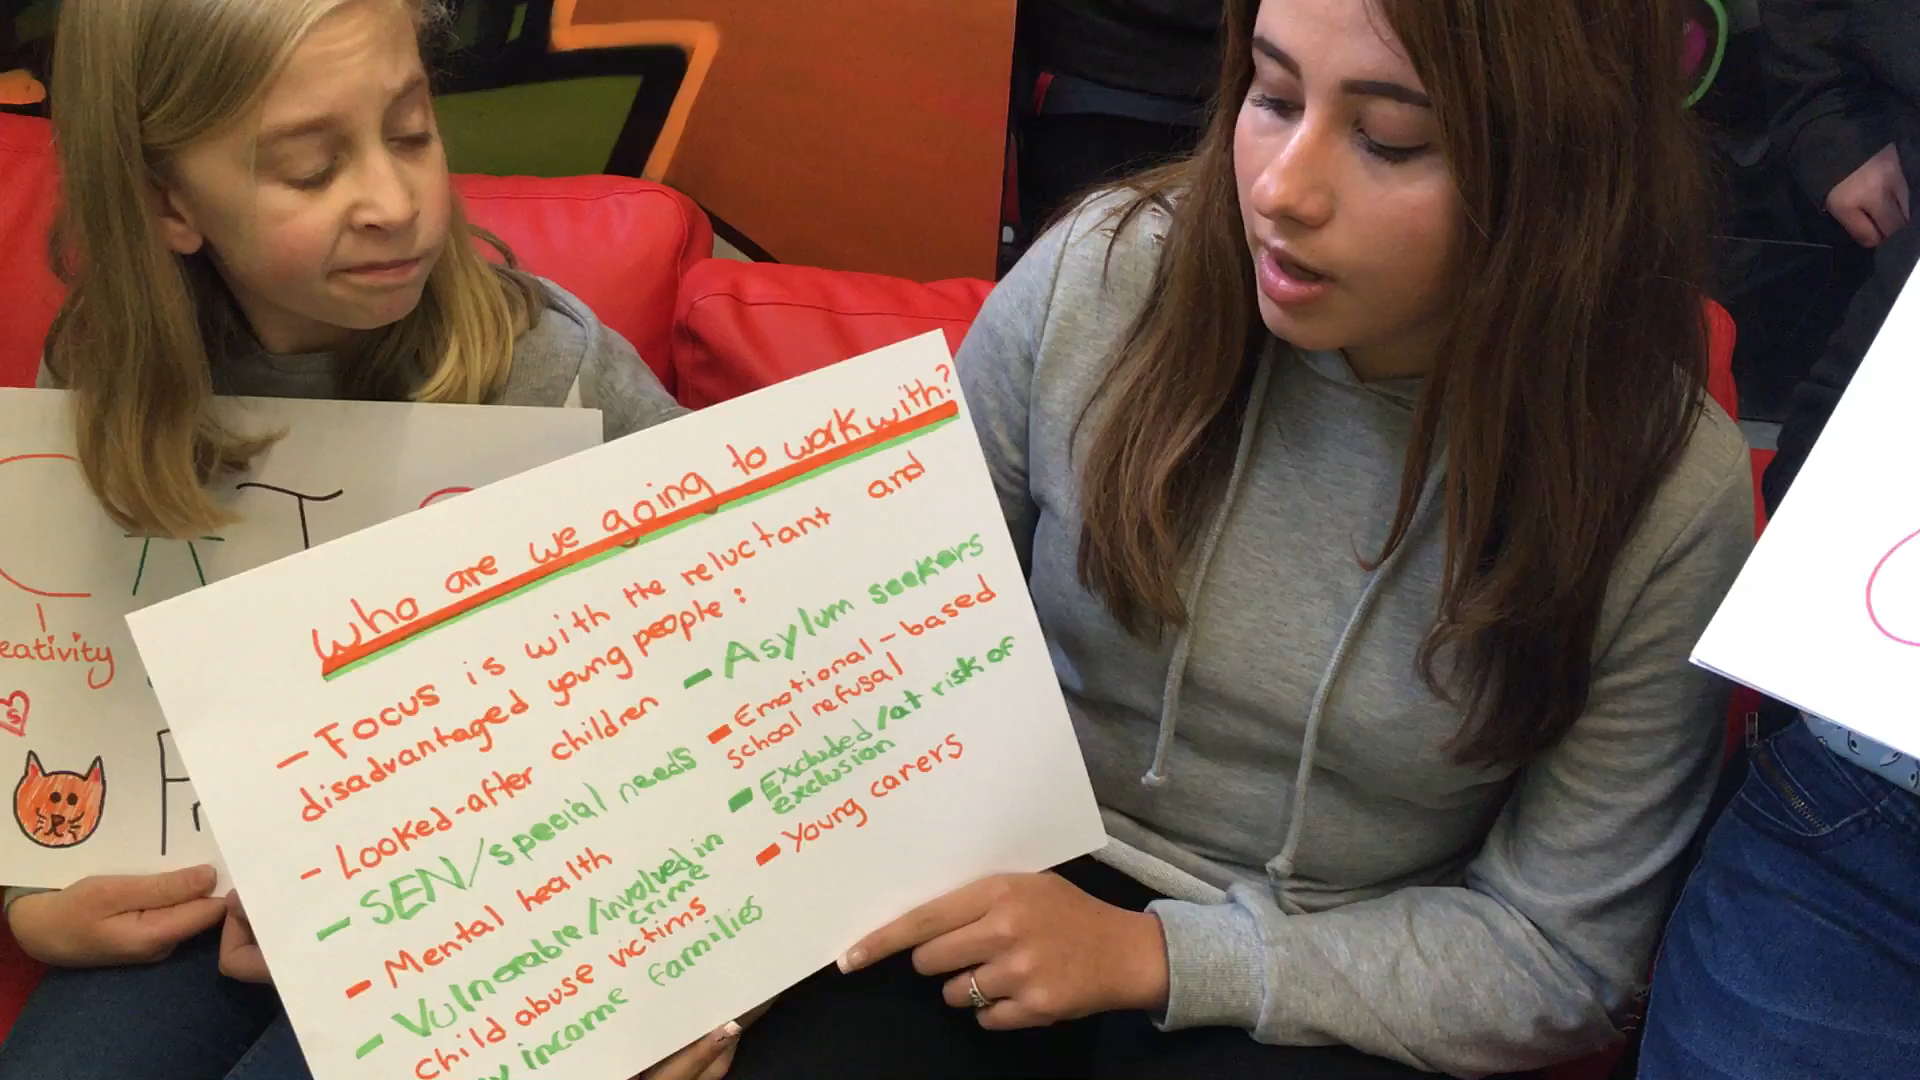 Who are we going to work with?
- Focus is with the reluctant and
disadvantaged young people:
- Looked-after children
- SEN/special needs
- Mental health
- Vulnerable/involved in
crime
Child abuse victims
income families
- Asylum seekers
- Emotional-based
school refusal
- Excluded/at risk of
exclusion
- Young carers
eativity